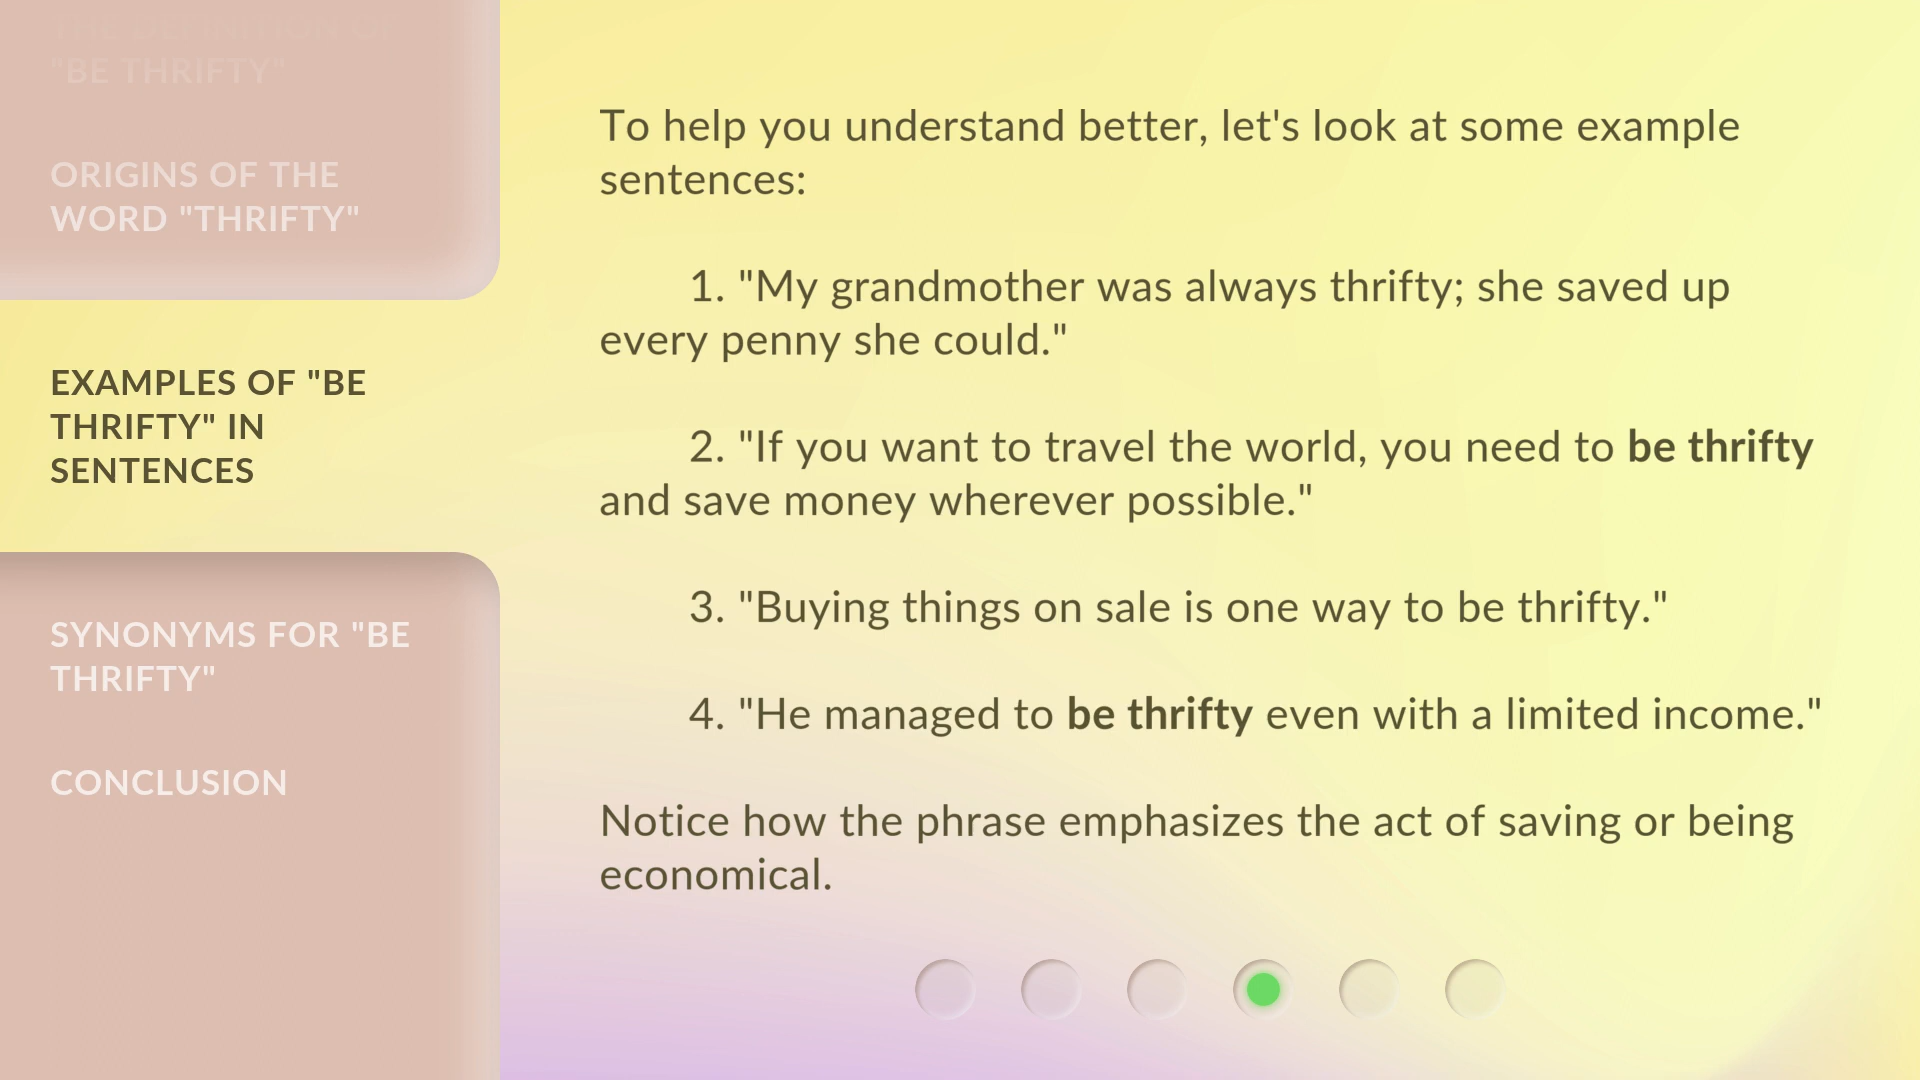 THE DEFINITION OF
"BE THRIFTY"
ORIGINS OF THE
WORD "THRIFTY"
EXAMPLES OF "BE
THRIFTY" IN
SENTENCES
SYNONYMS FOR "BE
THRIFTY"
CONCLUSION
To help you understand better, let's look at some example
sentences:
1. "My grandmother was always thrifty; she saved up
every penny she could."
2. "If you want to travel the world, you need to be thrifty
and save money wherever possible."
3. "Buying things on sale is one way to be thrifty."
4. "He managed to be thrifty even with a limited income."
Notice how the phrase emphasizes the act of saving or being
economical.